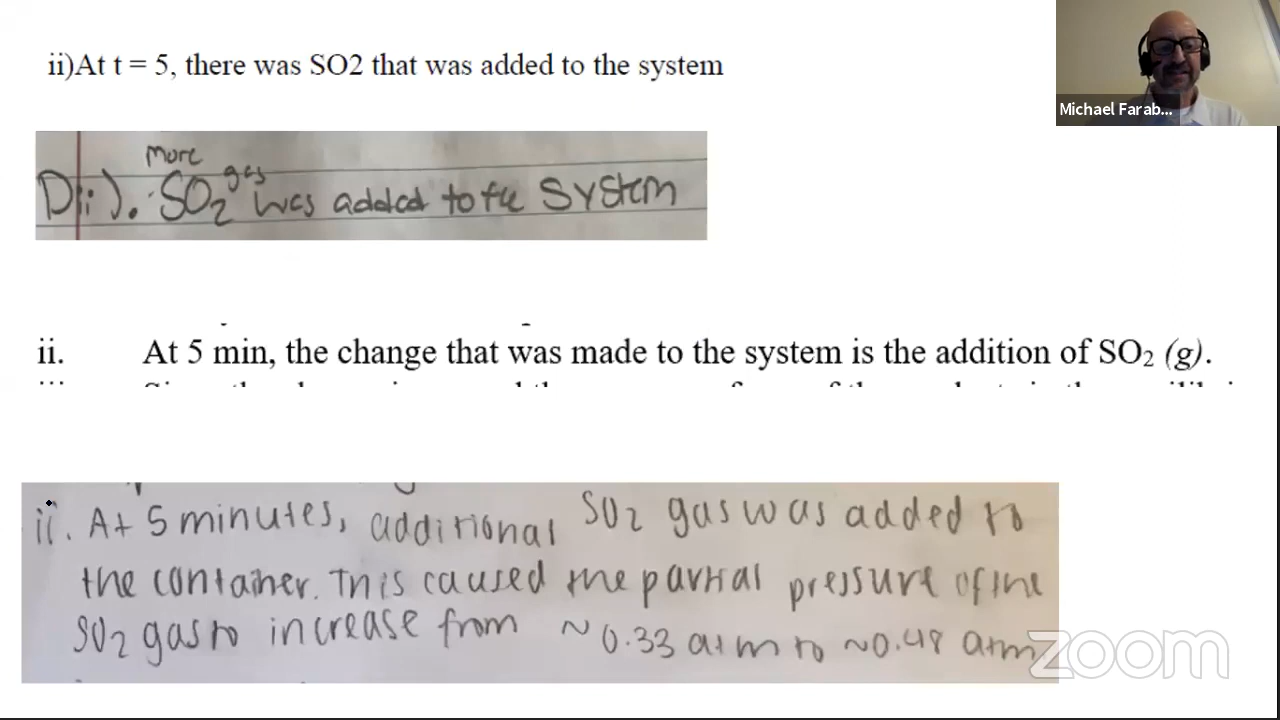 ii)At t = 5, there was SO2 that was added to the system
Michael Farab...
More
Dii). SO₂ gas was added to the System
ii. At 5 min, the change that was made to the system is the addition of SO₂ (g).
ii. At 5 minutes, additional SO₂ gas was added to
the container. This caused the partial pressure of the
SO₂ gas to increase from ~0.33 atm to ~0.48 atm
zoom